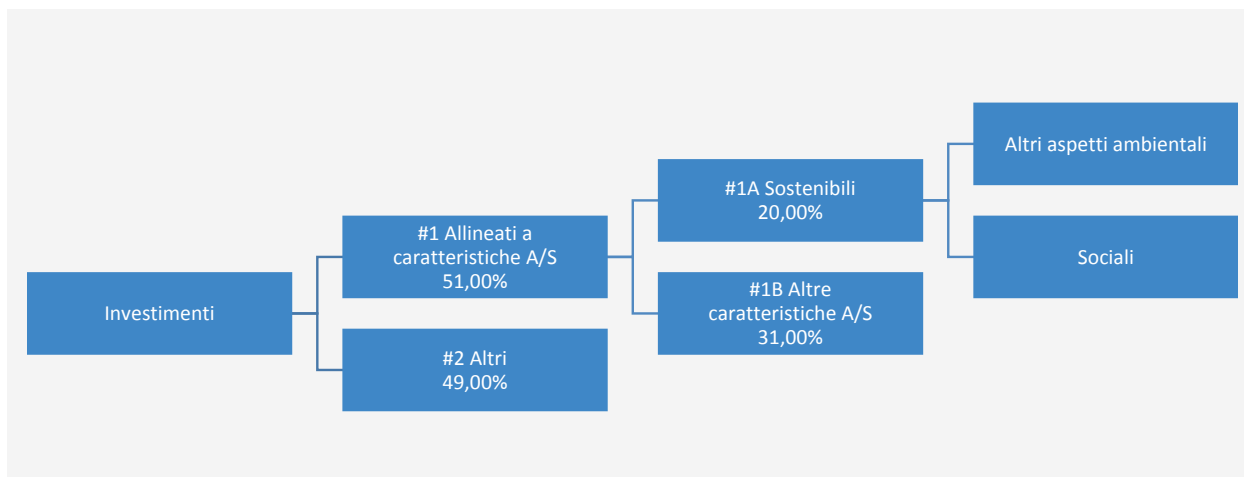 Investimenti
#1 Allineati a
caratteristiche A/S
51,00%
#2 Altri
49,00%
#1A Sostenibili
20,00%
#1B Altre
caratteristiche A/S
31,00%
Altri aspetti ambientali
Sociali